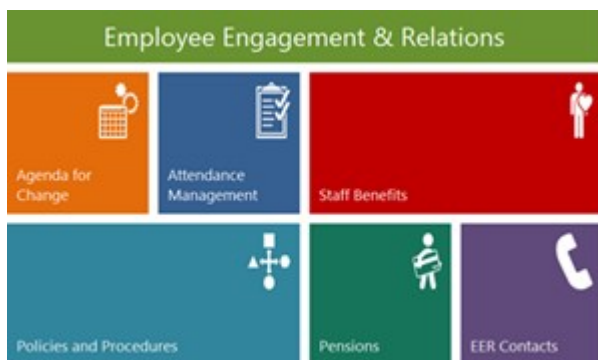 Employee Engagement & Relations
Agenda for
Change
Attendance
Management
Staff Benefits
Policies and Procedures
Pensions
EER Contacts